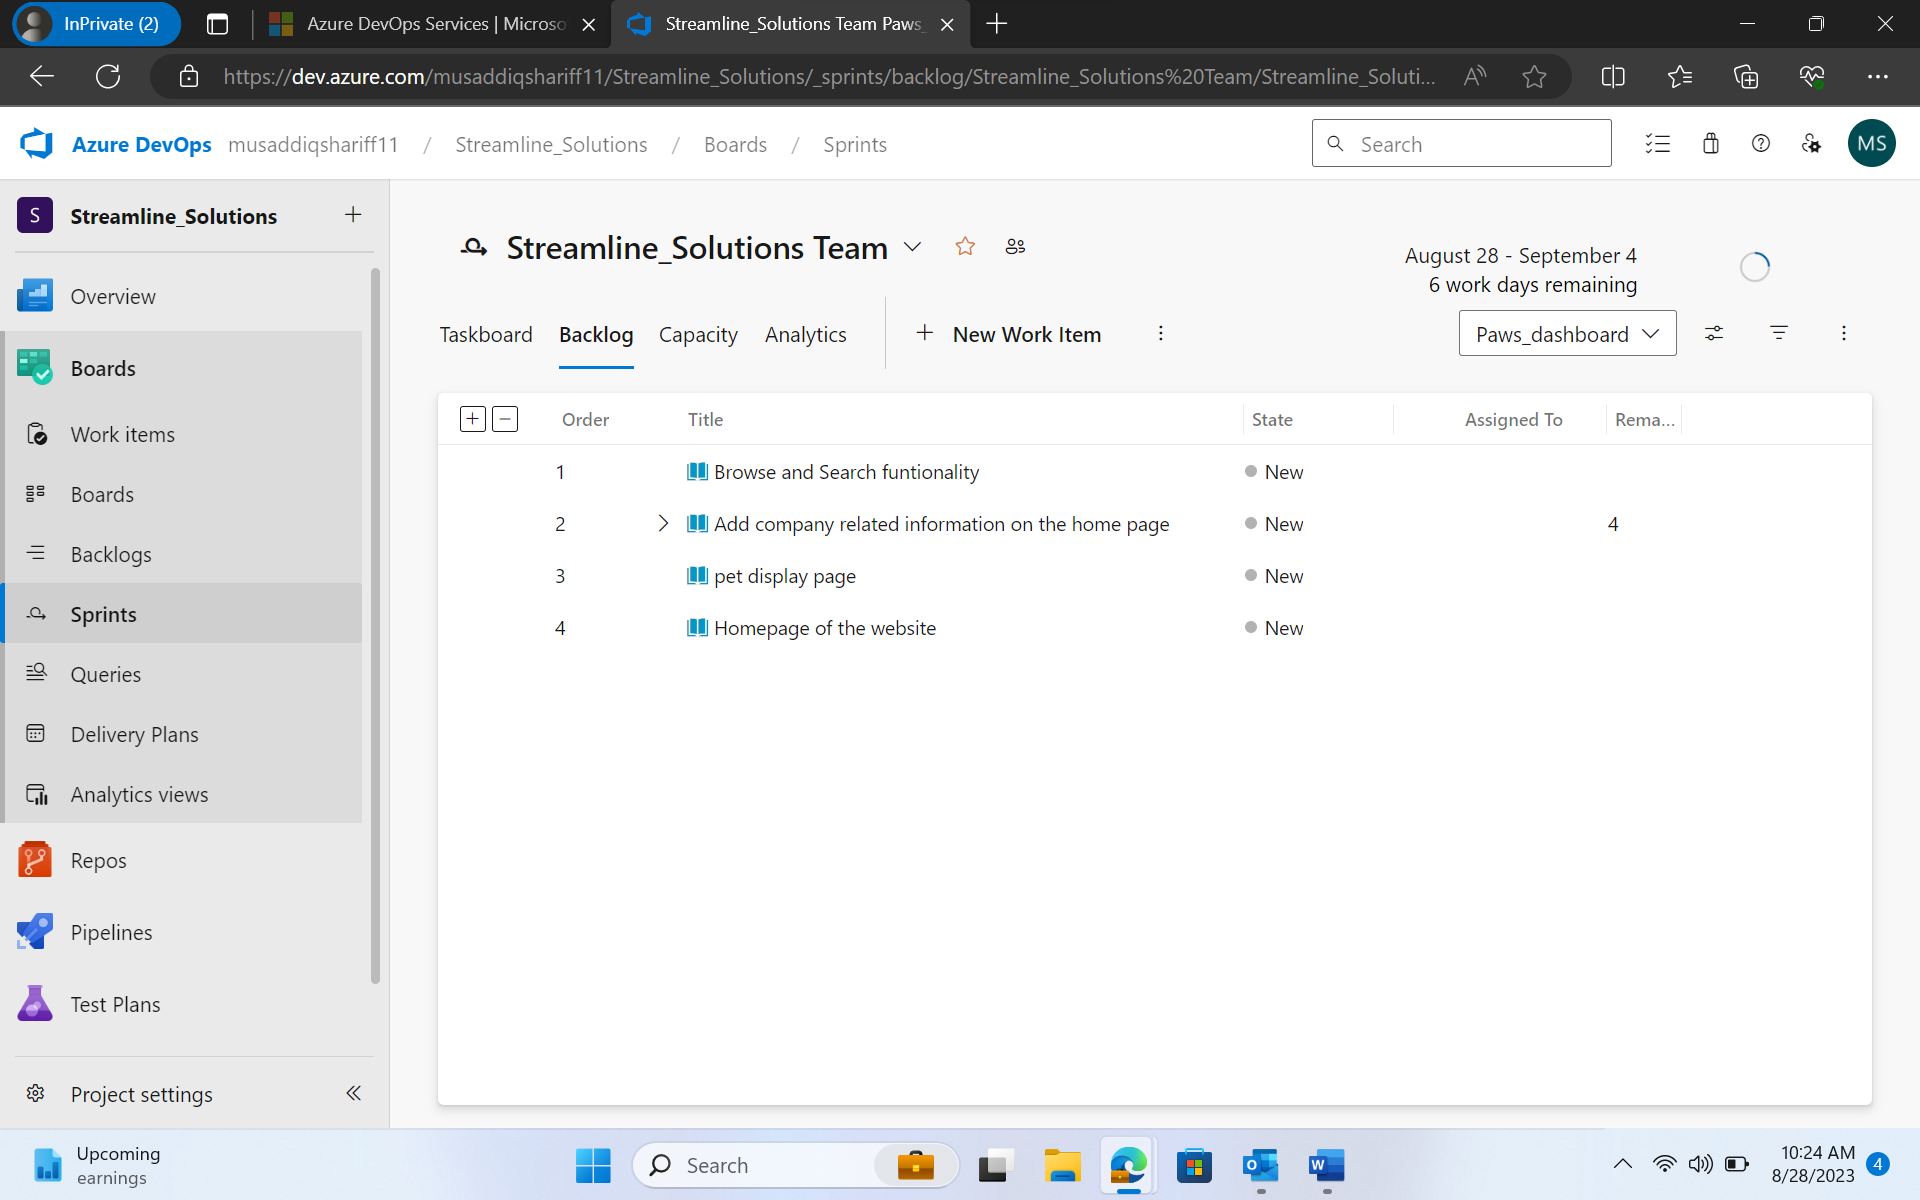 InPrivate (2)
Azure DevOps Services | Microso
Streamline_Solutions Team Paws_
https://dev.azure.com/musaddiqshariff11/Streamline_Solutions/_sprints/backlog/Streamline_Solutions%20Team/Streamline_Soluti...
Azure DevOps musaddiqshariff11 / Streamline_Solutions / Boards / Sprints
Search
MS
S Streamline_Solutions
Overview
Boards
Work items
Boards
Backlogs
Sprints
Queries
Delivery Plans
Analytics views
Repos
Pipelines
Test Plans
Project settings
Streamline_Solutions Team
August 28 - September 4
6 work days remaining
Taskboard Backlog Capacity Analytics New Work Item
Paws_dashboard
Order Title State Assigned To Rema...
1 Browse and Search funtionality New
2 Add company related information on the home page New 4
3 pet display page New
4 Homepage of the website New
Upcoming
earnings
Search
10:24 AM
8/28/2023
4